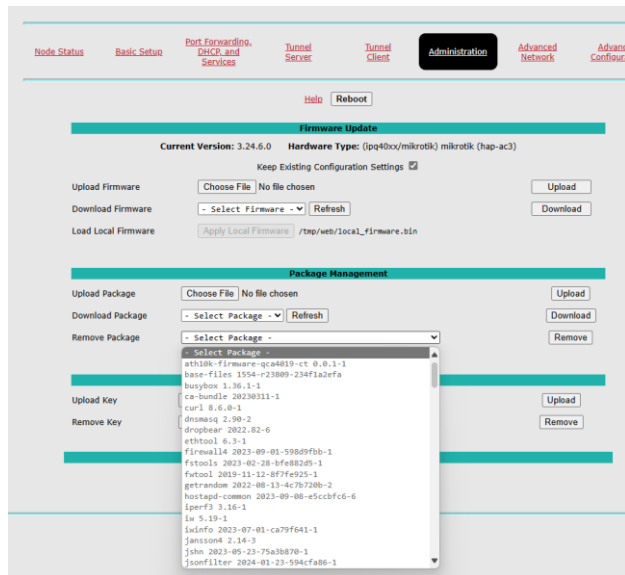 Node Status
Basic Setup
Port Forwarding,
DHCP, and
Services
Tunnel
Server
Tunnel
Client
Administration
Advanced
Network
Help Reboot
Firmware Update
Current Version: 3.24.6.0 Hardware Type: (ipq40xx/mikrotik) mikrotik (hap-ac3)
Keep Existing Configuration Settings
Upload Firmware Choose File No file chosen Upload
Download Firmware - Select Firmware - Refresh Download
Load Local Firmware Apply Local Firmware /tmp/web/local_firmware.bin
Package Management
Upload Package Choose File No file chosen Upload
Download Package - Select Package - Refresh Download
Remove Package - Select Package - Remove
- Select Package -
ath10k-firmware-qca4019-ct 0.0.1-1
base-files 1554-r23809-234f1a2efa
busybox 1.36.1-1
ca-bundle 20230311-1
curl 8.6.0-1
dnsmasq 2.90-2
dropbear 2022.82-6
ethtool 6.3-1
firewall4 2023-09-01-598d9fbb-1
fstools 2023-02-28-bfe882d5-1
fwtool 2019-11-12-8f7fe925-1
getrandom 2022-08-13-4c7b720b-2
hostapd-common 2023-09-08-e5ccbfc6-6
iperf3 3.16-1
iw 5.19-1
iwinfo 2023-07-01-ca79f641-1
jansson4 2.14-3
jshn 2023-05-23-75a3b870-1
jsonfilter 2024-01-23-594cfa86-1
Upload Key Upload
Remove Key Remove